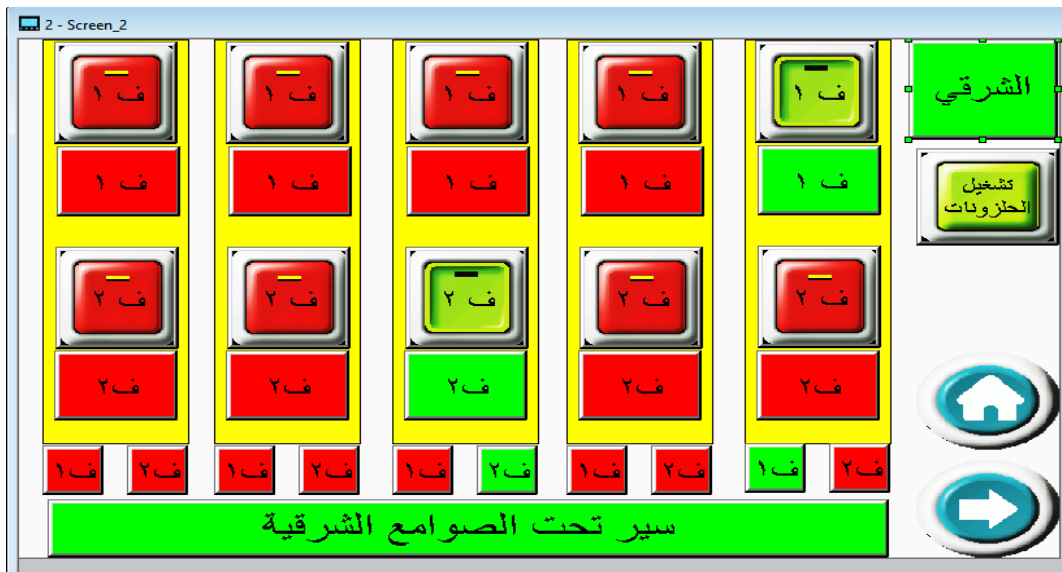 2 - Screen_2
الشرقي
ف ١
ف ١
ف ١
ف ١
ف ١
تشغيل
الحلزونات
ف ١
ف ١
ف ١
ف ١
ف ١
ف ٢
ف ٢
ف ٢
ف ٢
ف ٢
ف٢
ف٢
ف٢
ف٢
ف٢
ف٢
ف١
ف٢
ف١
ف٢
ف١
ف٢
ف١
ف٢
ف١
سير تحت الصوامع الشرقية